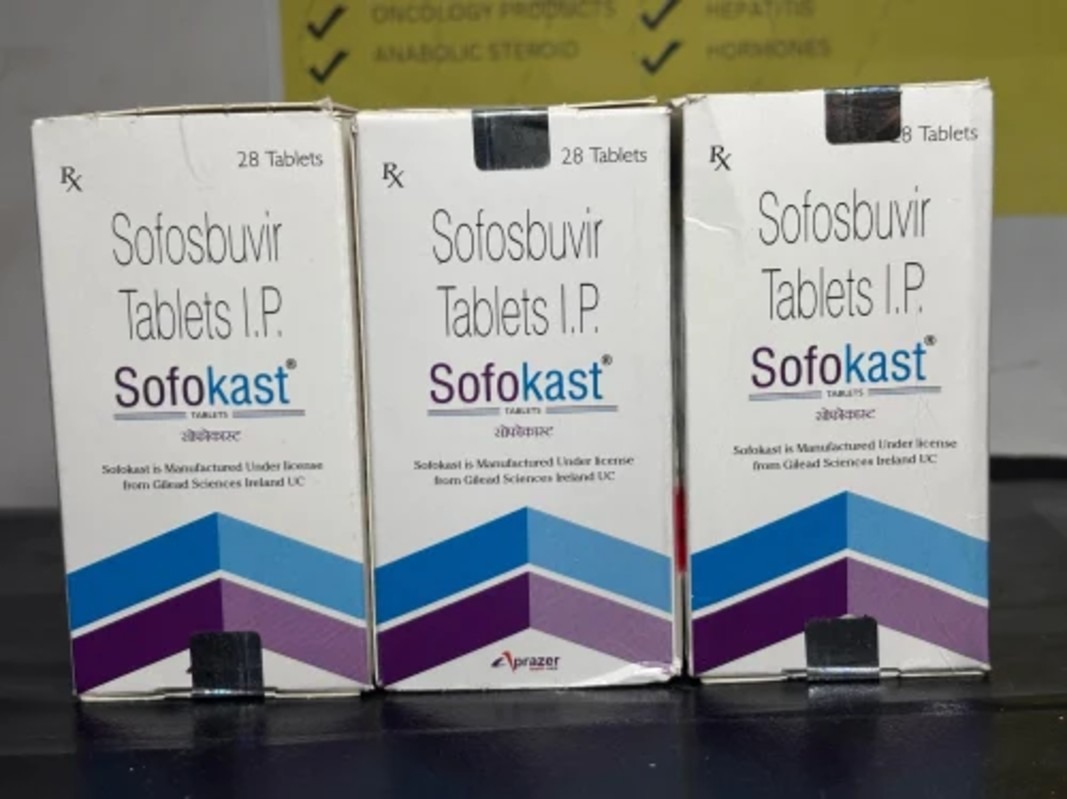 ONCOLOGY PRODUCTS
HEPATITIS
ANABOLIC STEROID
HORMONES
Rx
28 Tablets
Sofosbuvir
Tablets I.P.
Sofokast®
TABLETS
सोफोकास्ट
Sofokast is Manufactured Under license
from Gilead Sciences Ireland UC
Rx
28 Tablets
Sofosbuvir
Tablets I.P.
Sofokast®
TABLETS
सोफोकास्ट
Sofokast is Manufactured Under license
from Gilead Sciences Ireland UC
Aprazer
Rx
8 Tablets
Sofosbuvir
Tablets I.P.
Sofokast®
TABLETS
सोफोकास्ट
Sofokast is Manufactured Under license
from Gilead Sciences Ireland UC